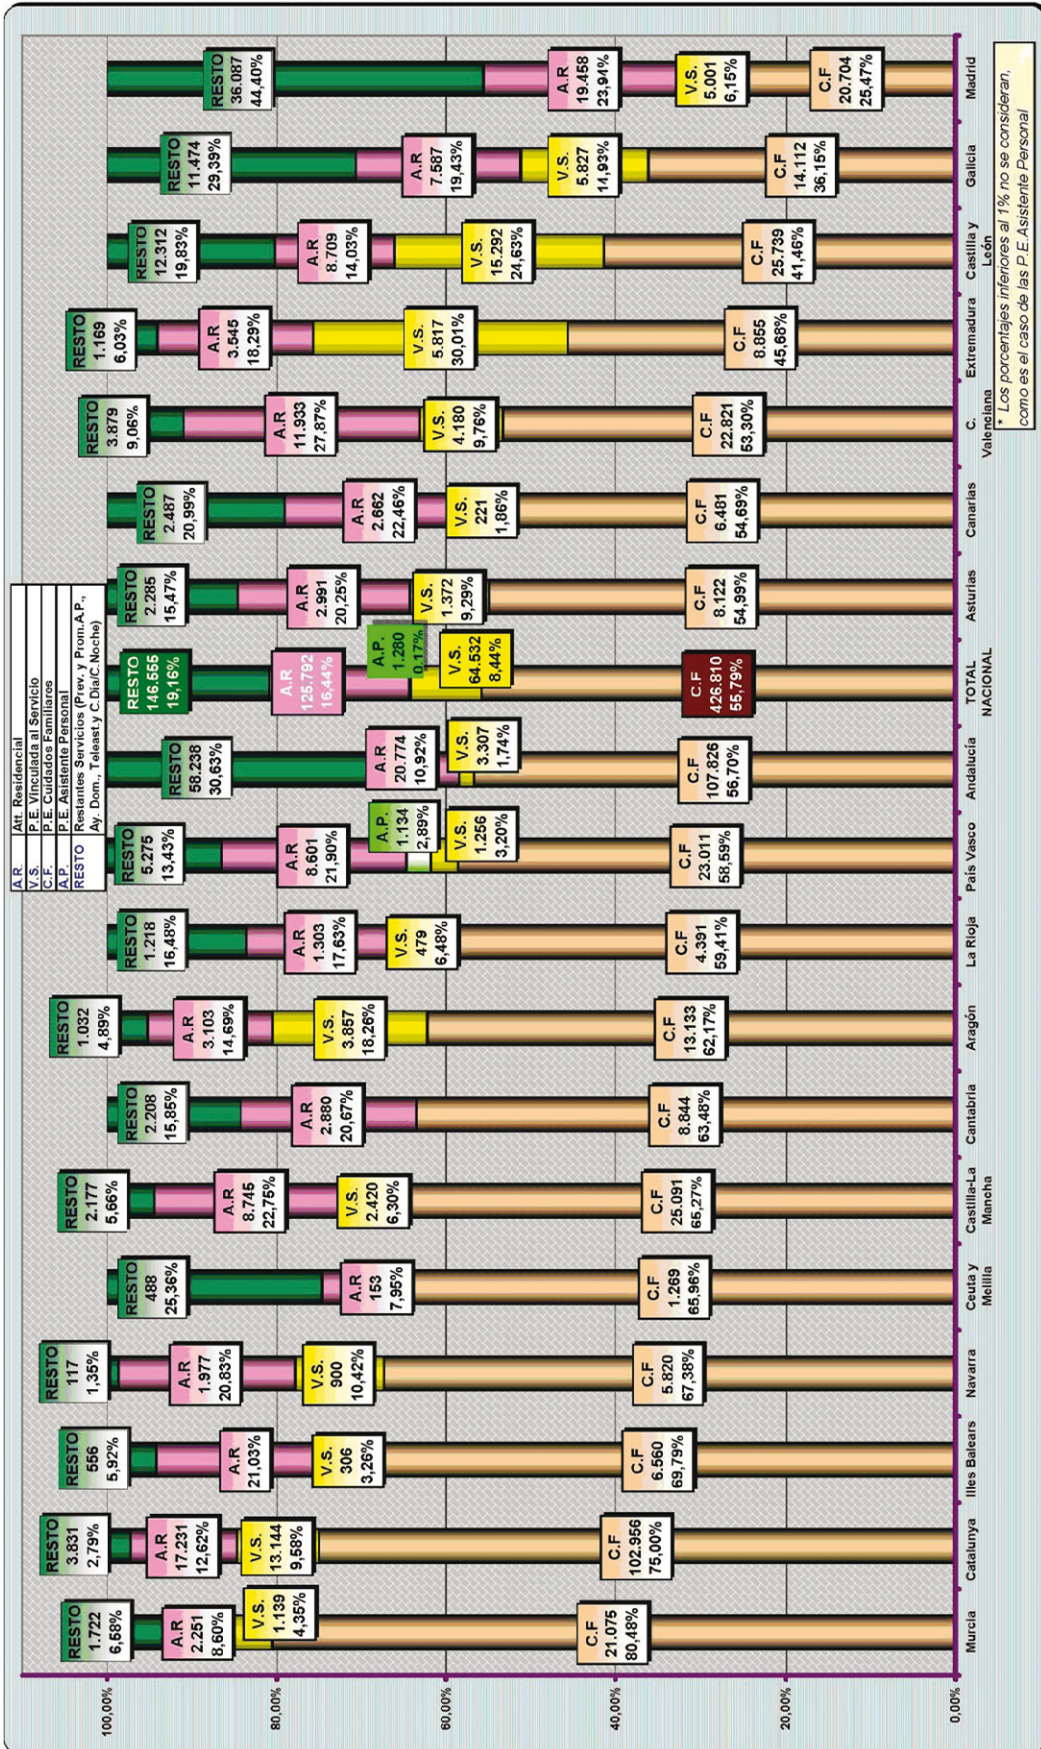 A.R. Att. Residencial
V.S. P.E. Vinculada al Servicio
C.F. P.E. Cuidados Familiares
A.P. P.E. Asistente Personal
RESTO Restantes Servicios (Prev. y Prom.A.P.,
Ay. Dom., Teleast.y C.Dia/C.Noche)
100,00%
80,00%
60,00%
40,00%
20,00%
0,00%
RESTO
1.722
6,58%
A.R
2.251
8,60%
V.S.
1.139
4,35%
C.F
21.075
80,48%
Murcia
RESTO
3.831
2,79%
A.R
17.231
12,62%
V.S.
13.144
9,58%
C.F
102.956
75,00%
Catalunya
RESTO
556
5,92%
A.R
21,03%
V.S.
306
3,26%
C.F
6.560
69,79%
Illes Balears
RESTO
117
1,35%
A.R
1.977
20,83%
V.S.
900
10,42%
C.F
5.820
67,38%
Navarra
RESTO
488
25,36%
A.R
153
7,95%
C.F
1.269
65,96%
Ceuta y
Melilla
RESTO
2.177
5,66%
A.R
8.745
22,75%
V.S.
2.420
6,30%
C.F
25.091
65,27%
Castilla-La
Mancha
RESTO
2.208
15,85%
A.R
2.880
20,67%
C.F
8.844
63,48%
Cantabria
RESTO
1.032
4,89%
A.R
3.103
14,69%
V.S.
3.857
18,26%
C.F
13.133
62,17%
Aragón
RESTO
1.218
16,48%
A.R
1.303
17,63%
V.S.
479
6,48%
C.F
4.391
59,41%
La Rioja
RESTO
5.275
13,43%
A.R
8.601
21,90%
A.P.
1.134
2,89%
V.S.
1.256
3,20%
C.F
23.011
58,59%
País Vasco
RESTO
58.238
30,63%
A.R
20.774
10,92%
V.S.
3.307
1,74%
C.F
107.826
56,70%
Andalucía
RESTO
146.555
19,16%
A.R
125.792
16,44%
A.P.
1.280
0,17%
V.S.
64.532
8,44%
C.F
426.810
55,79%
TOTAL
NACIONAL
RESTO
2.285
15,47%
A.R
2.991
20,25%
V.S.
1.372
9,29%
C.F
8.122
54,99%
Asturias
RESTO
2.487
20,99%
A.R
2.662
22,46%
V.S.
221
1,86%
C.F
6.481
54,69%
Canarias
RESTO
3.879
9,06%
A.R
11.933
27,87%
V.S.
4.180
9,76%
C.F
22.821
53,30%
C.
Valenciana
RESTO
1.169
6,03%
A.R
3.545
18,29%
V.S.
5.817
30,01%
C.F
8.855
45,68%
Extremadura
RESTO
12.312
19,83%
A.R
8.709
14,03%
V.S.
15.292
24,63%
C.F
25.739
41,46%
Castilla y
León
RESTO
11.474
29,39%
A.R
7.587
19,43%
V.S.
5.827
14,93%
C.F
14.112
36,15%
Galicia
RESTO
36.087
44,40%
A.R
19.458
23,94%
V.S.
5.001
6,15%
C.F
20.704
25,47%
Madrid
* Los porcentajes inferiores al 1% no se consideran,
como es el caso de las P.E.Asistente Personal